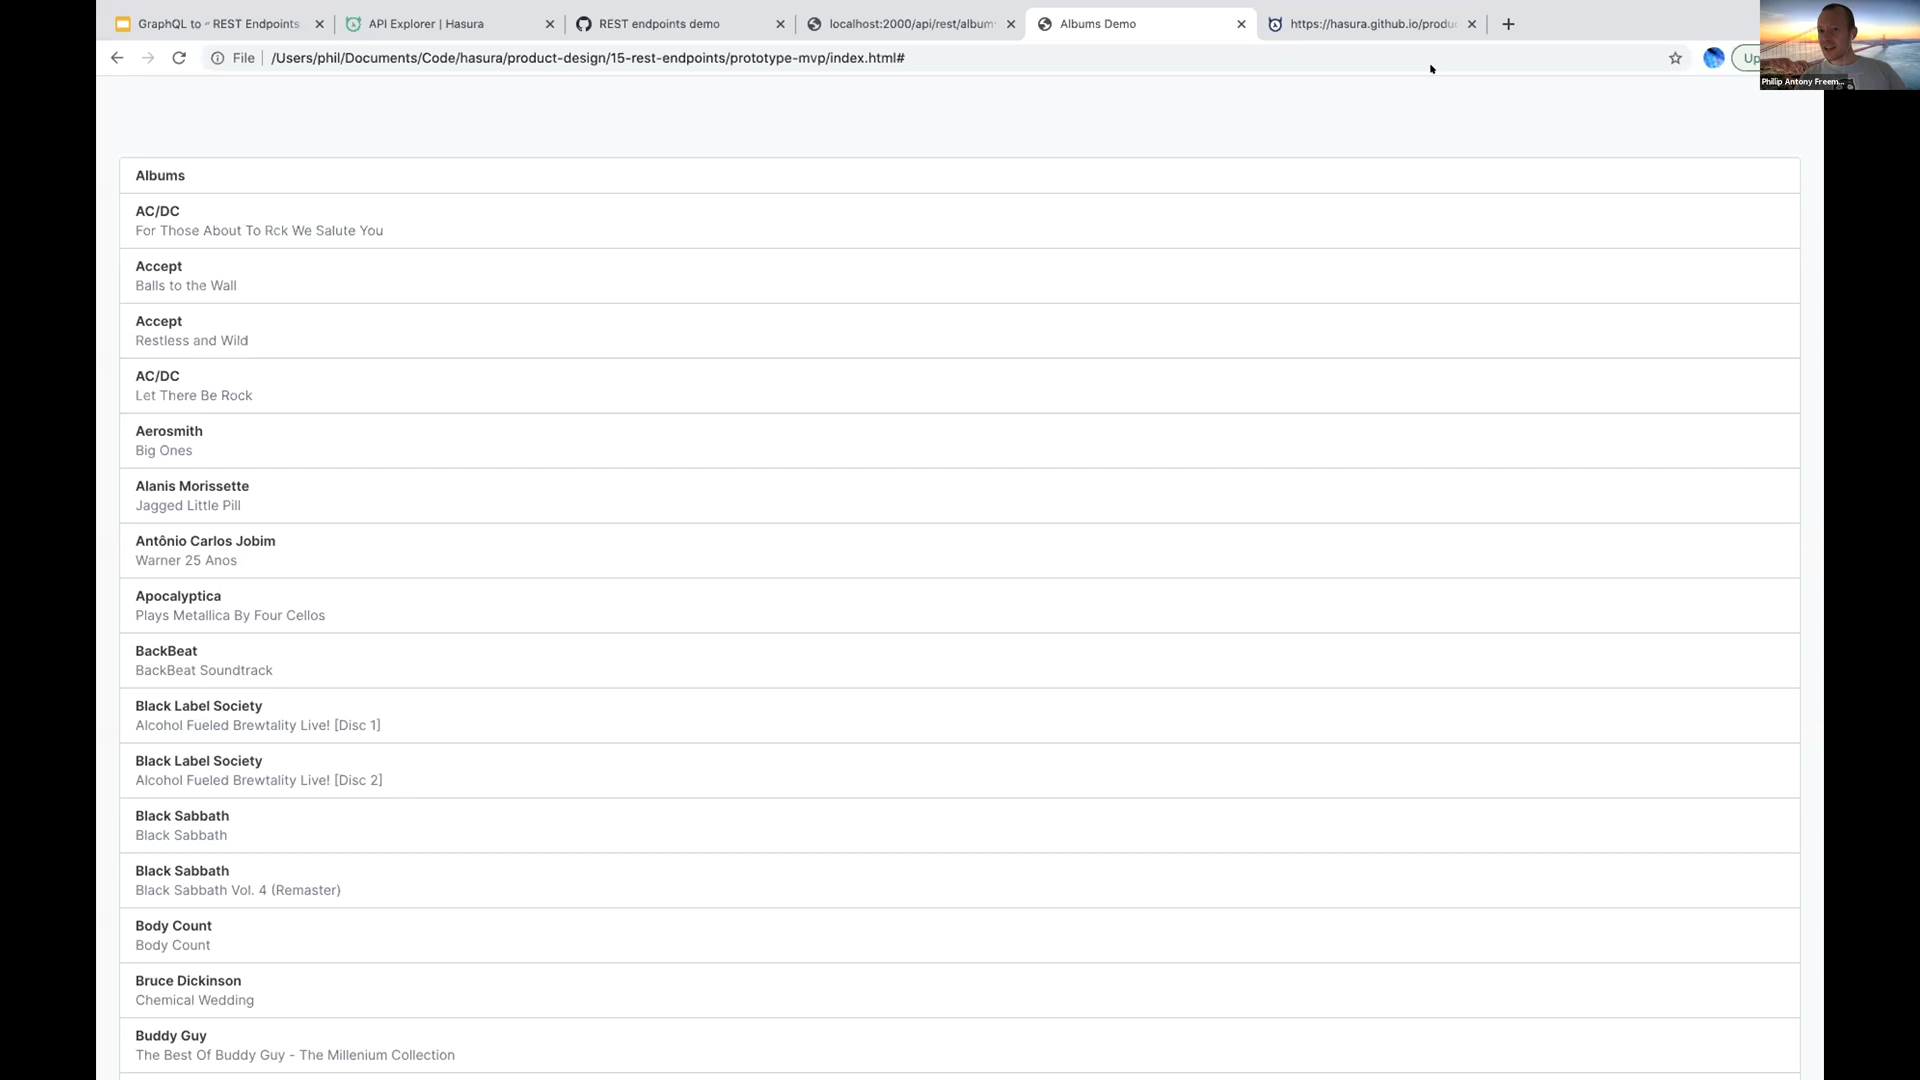 GraphQL to - REST Endpoints
API Explorer | Hasura
REST endpoints demo
localhost:2000/api/rest/album
Albums Demo
https://hasura.github.io/produ
File
/Users/phil/Documents/Code/hasura/product-design/15-rest-endpoints/prototype-mvp/index.html#
Up
Philip Antony Freem...
Albums
AC/DC
For Those About To Rck We Salute You
Accept
Balls to the Wall
Accept
Restless and Wild
AC/DC
Let There Be Rock
Aerosmith
Big Ones
Alanis Morissette
Jagged Little Pill
Antônio Carlos Jobim
Warner 25 Anos
Apocalyptica
Plays Metallica By Four Cellos
BackBeat
BackBeat Soundtrack
Black Label Society
Alcohol Fueled Brewtality Live! [Disc 1]
Black Label Society
Alcohol Fueled Brewtality Live! [Disc 2]
Black Sabbath
Black Sabbath
Black Sabbath
Black Sabbath Vol. 4 (Remaster)
Body Count
Body Count
Bruce Dickinson
Chemical Wedding
Buddy Guy
The Best Of Buddy Guy - The Millenium Collection